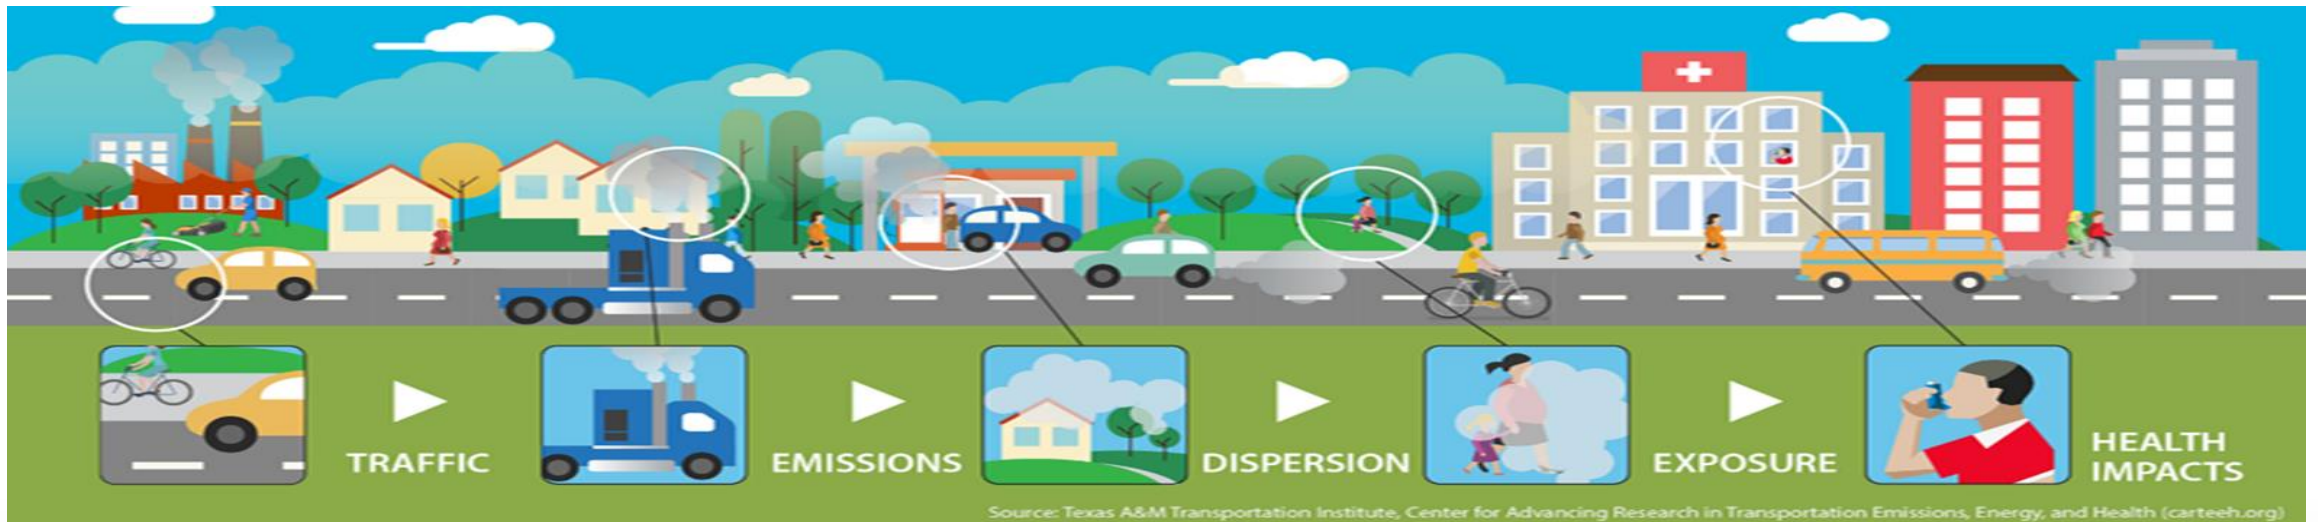 TRAFFIC
EMISSIONS
DISPERSION
EXPOSURE
HEALTH
IMPACTS
Source: Texas A&M Transportation Institute, Center for Advancing Research in Transportation Emissions, Energy, and Health (carteeh.org)